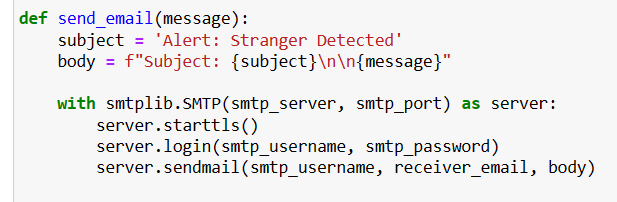 def send_email(message):
    subject = 'Alert: Stranger Detected'
    body = f"Subject: {subject}\n\n{message}"
    with smtplib.SMTP(smtp_server, smtp_port) as server:
        server.starttls()
        server.login(smtp_username, smtp_password)
        server.sendmail(smtp_username, receiver_email, body)